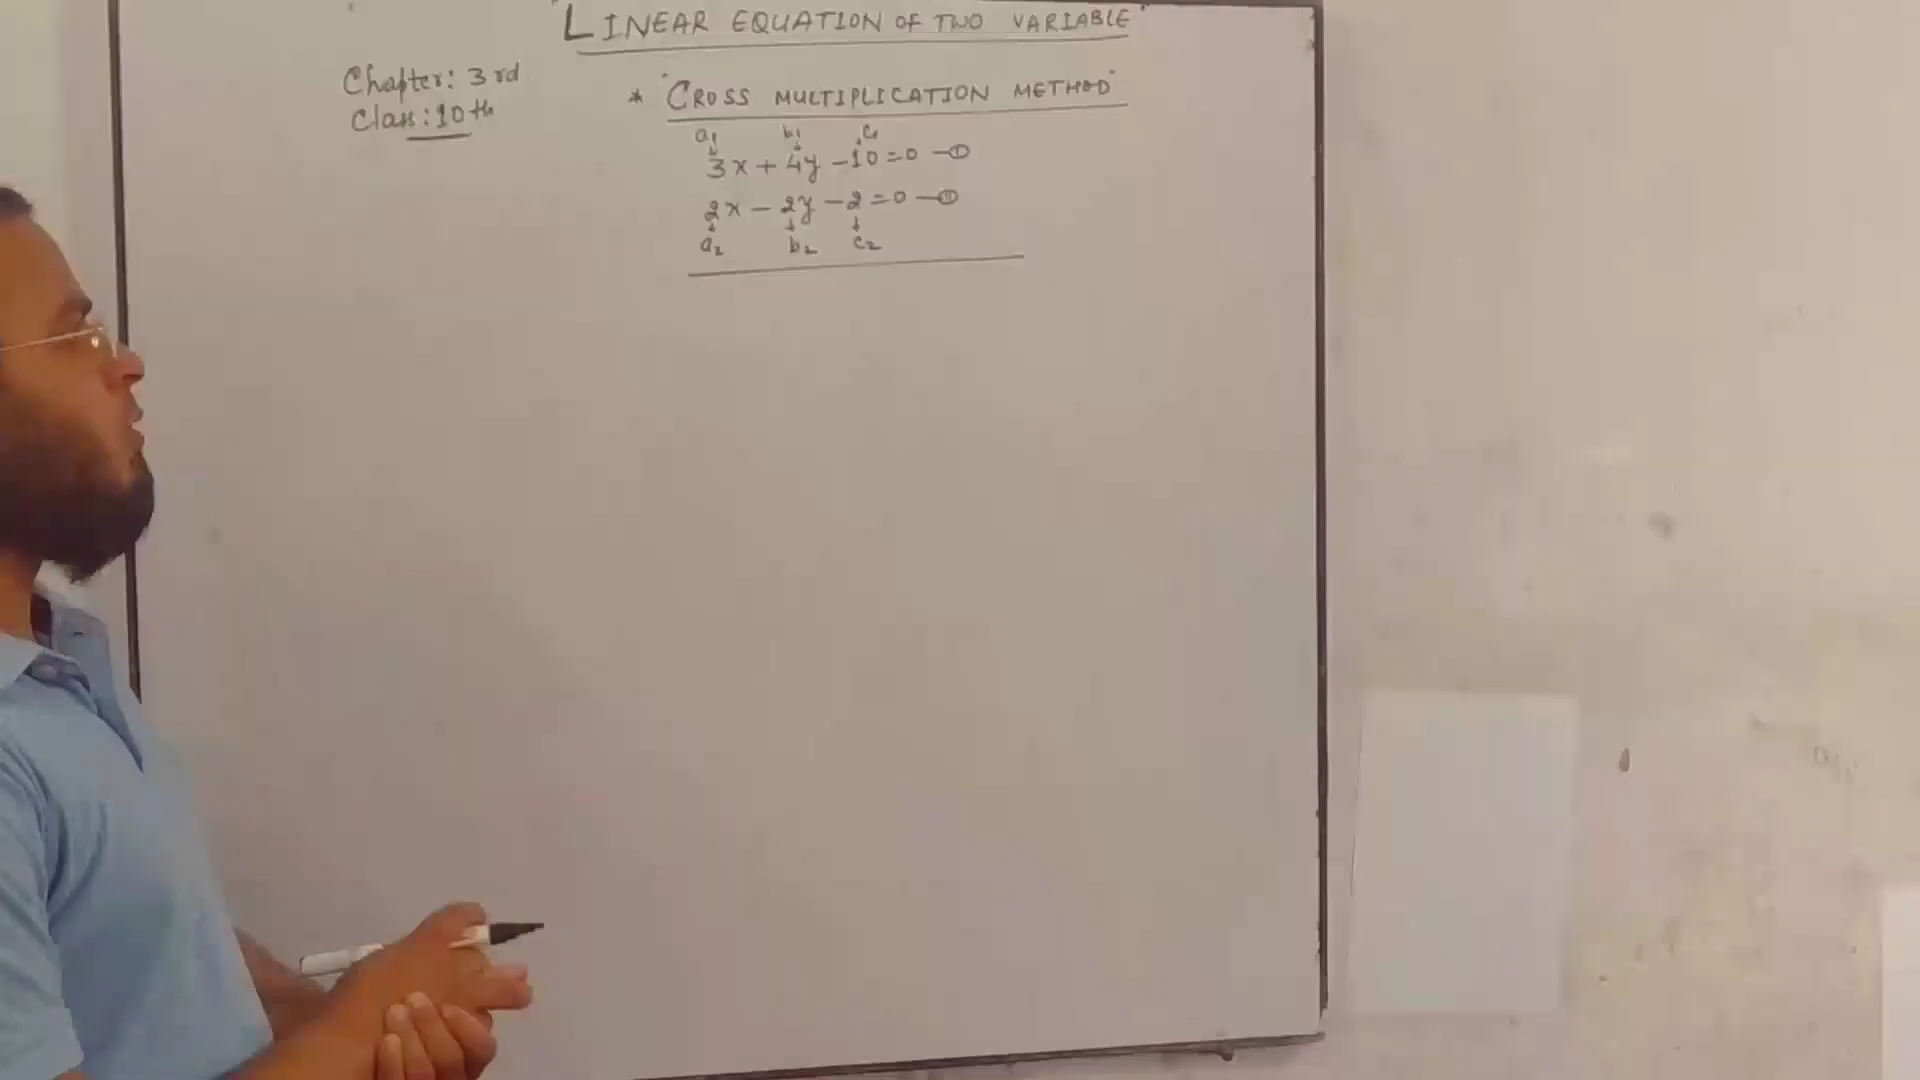 "LINEAR EQUATION OF TWO VARIABLE"
Chapter: 3rd
Class: 10th
* "CROSS MULTIPLICATION METHOD"
a₁ b₁ c₁
3x + 4y - 10 = 0 —①
2x - 2y - 2 = 0 —②
a₂ b₂ c₂